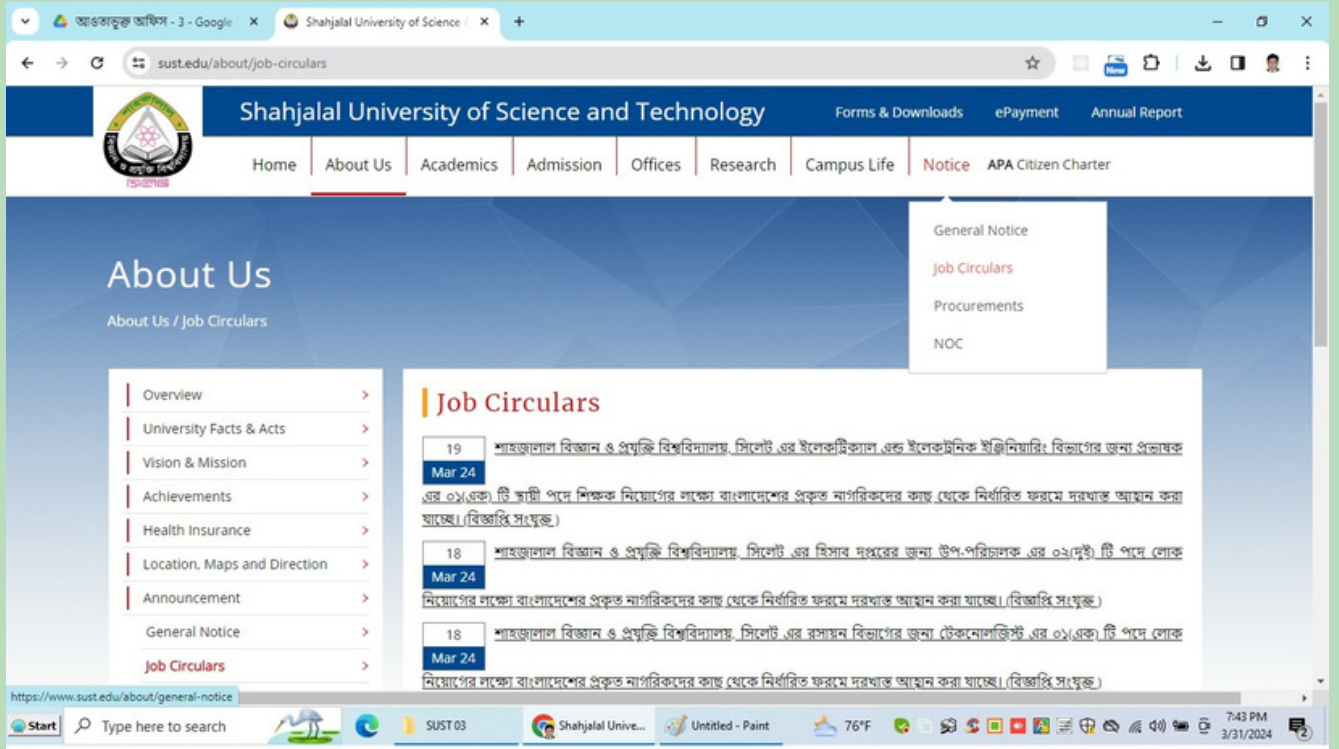 আওতাভুক্ত অফিস - 3 - Google
Shahjalal University of Science
sust.edu/about/job-circulars
New
Shahjalal University of Science and Technology
Forms & Downloads ePayment Annual Report
Home About Us Academics Admission Offices Research Campus Life Notice APA Citizen Charter
General Notice
Job Circulars
Procurements
NOC
About Us
About Us / Job Circulars
Overview
University Facts & Acts
Vision & Mission
Achievements
Health Insurance
Location, Maps and Direction
Announcement
General Notice
Job Circulars
Job Circulars
19
Mar 24
শাহজালাল বিজ্ঞান ও প্রযুক্তি বিশ্ববিদ্যালয়, সিলেট এর ইলেকট্রিক্যাল এন্ড ইলেকট্রনিক ইঞ্জিনিয়ারিং বিভাগের জন্য প্রভাষক
এর ০১(এক) টি স্থায়ী পদে শিক্ষক নিয়োগের লক্ষ্যে বাংলাদেশের প্রকৃত নাগরিকদের কাছ থেকে নির্ধারিত ফরমে দরখাস্ত আহ্বান করা
যাচ্ছে। (বিজ্ঞপ্তি সংযুক্ত )
18
Mar 24
শাহজালাল বিজ্ঞান ও প্রযুক্তি বিশ্ববিদ্যালয়, সিলেট এর হিসাব দপ্তরের জন্য উপ-পরিচালক এর ০২(দুই) টি পদে লোক
নিয়োগের লক্ষ্যে বাংলাদেশের প্রকৃত নাগরিকদের কাছ থেকে নির্ধারিত ফরমে দরখাস্ত আহ্বান করা যাচ্ছে। (বিজ্ঞপ্তি সংযুক্ত )
18
Mar 24
শাহজালাল বিজ্ঞান ও প্রযুক্তি বিশ্ববিদ্যালয়, সিলেট এর রসায়ন বিভাগের জন্য টেকনোলজিস্ট এর ০১(এক) টি পদে লোক
নিয়োগের লক্ষ্যে বাংলাদেশের প্রকৃত নাগরিকদের কাছ থেকে নির্ধারিত ফরমে দরখাস্ত আহ্বান করা যাচ্ছে। (বিজ্ঞপ্তি সংযুক্ত )
https://www.sust.edu/about/general-notice
Start Type here to search SUST 03 Shahjalal Unive... Untitled - Paint 76°F 7:43 PM
3/31/2024 2